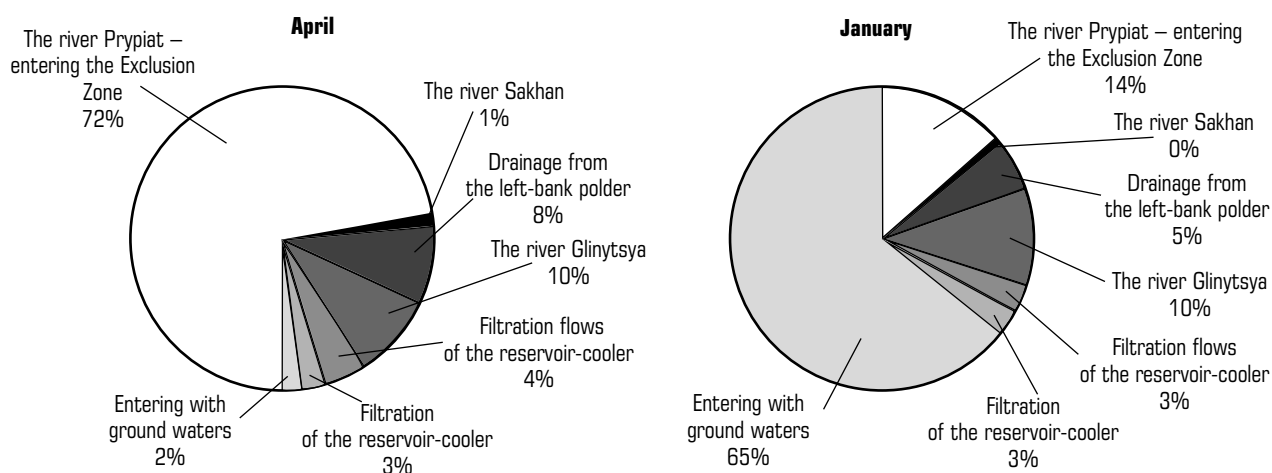 April
The river Prypiat –
entering the Exclusion
Zone
72%
The river Sakhan
1%
Drainage from
the left-bank polder
8%
The river Glinytsya
10%
Filtration flows
of the reservoir-cooler
4%
Filtration
of the reservoir-cooler
3%
Entering with
ground waters
2%
January
The river Prypiat – entering
the Exclusion Zone
14%
The river Sakhan
0%
Drainage from
the left-bank polder
5%
The river Glinytsya
10%
Filtration flows
of the reservoir-cooler
3%
Filtration
of the reservoir-cooler
3%
Entering with
ground waters
65%